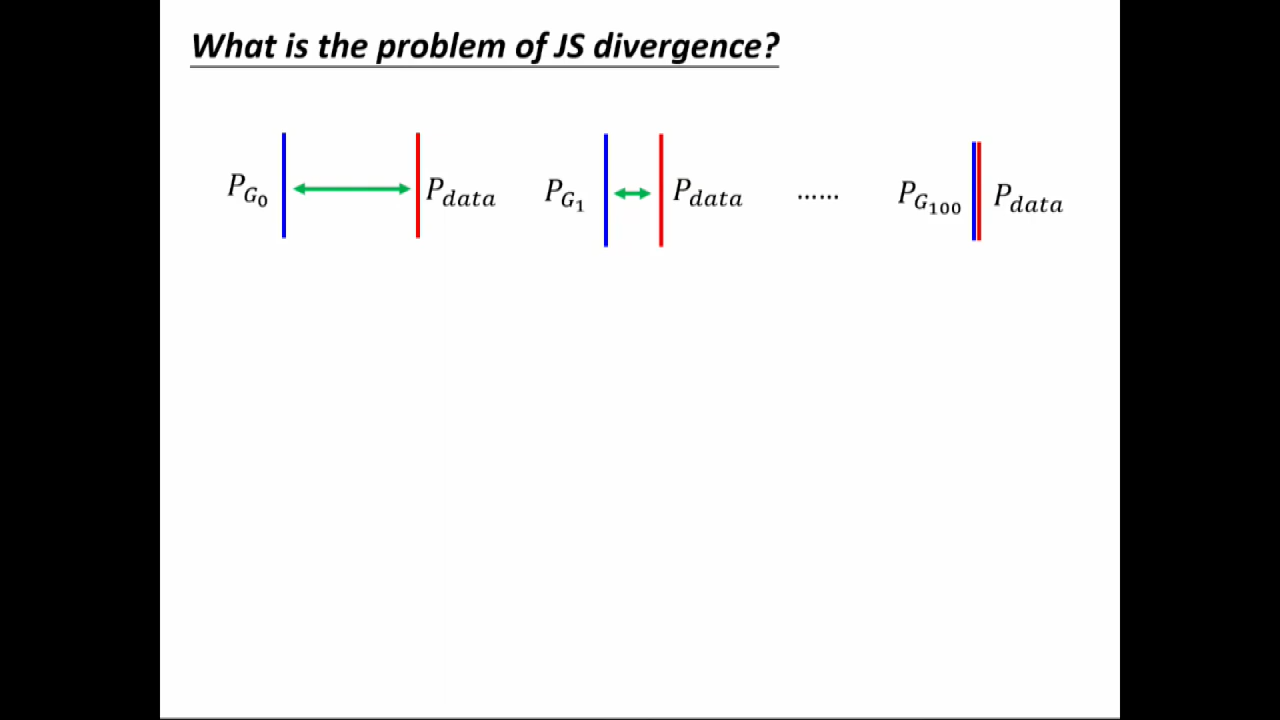 What is the problem of JS divergence?
P_{G_0} P_{data} P_{G_1} P_{data} …… P_{G_{100}} P_{data}